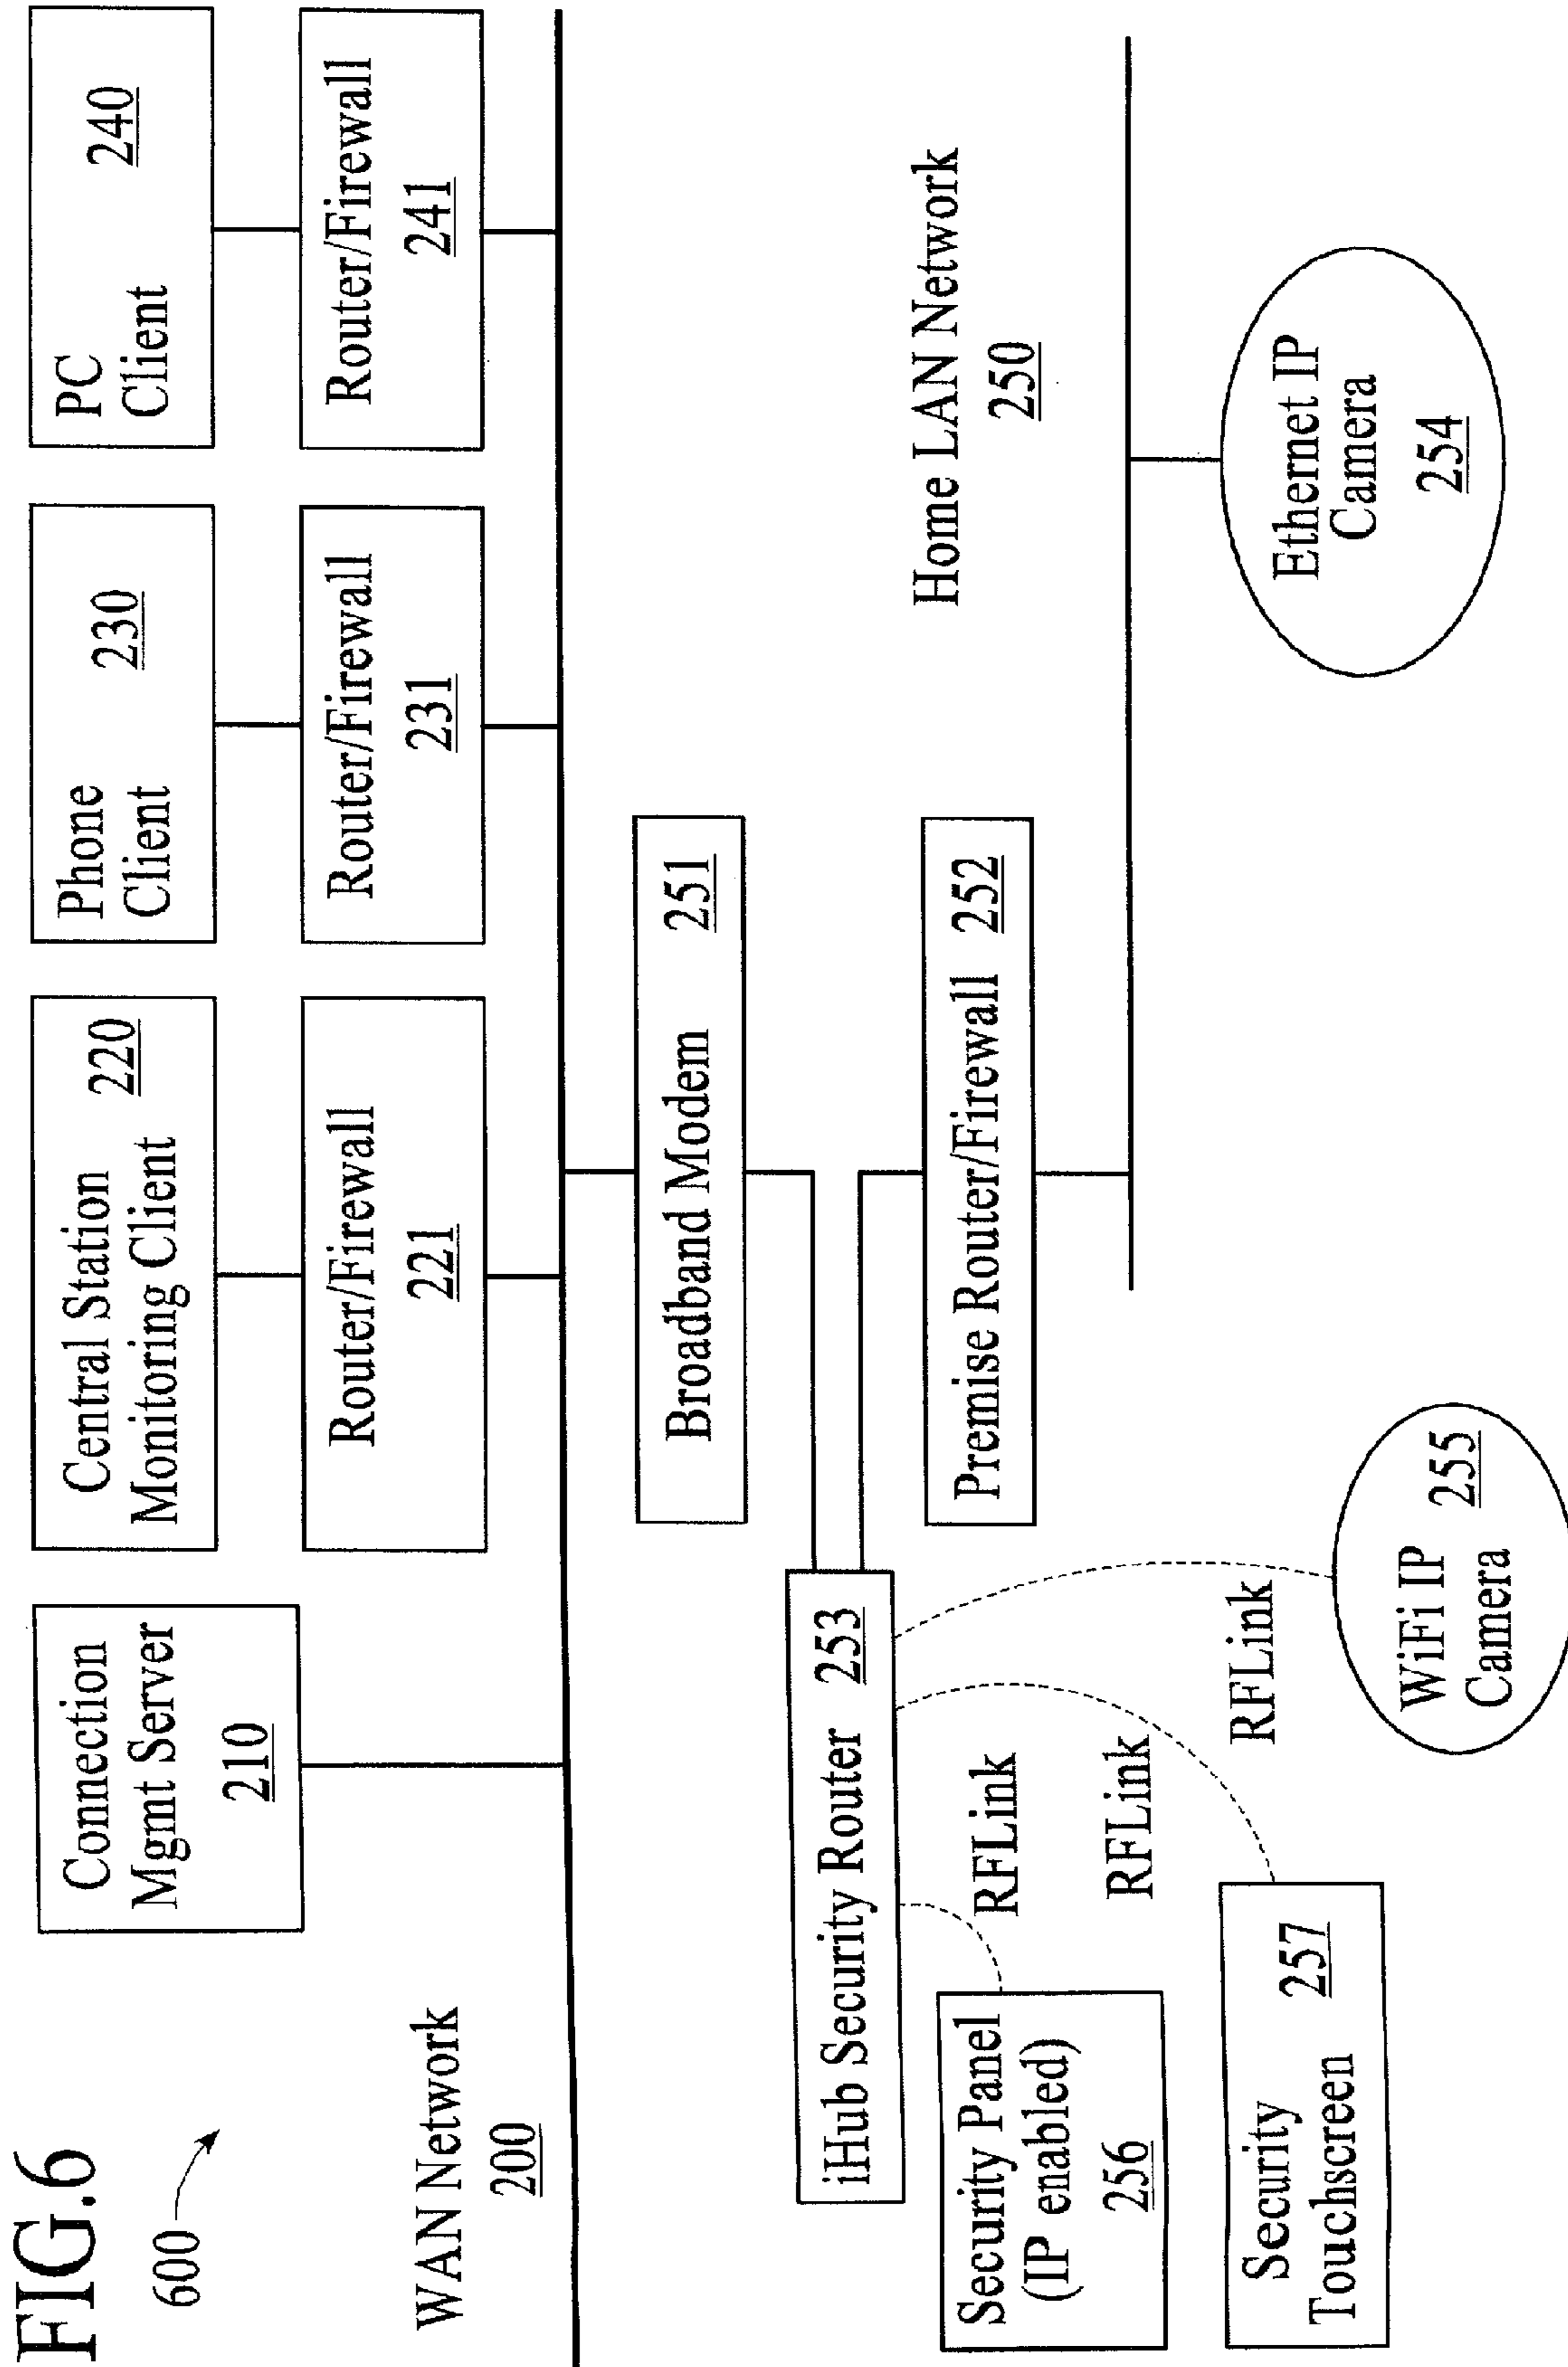 FIG.6
600
Connection
Mgmt Server
210
Central Station
Monitoring Client
220
Phone
Client
230
PC
Client
240
Router/Firewall
221
Router/Firewall
231
Router/Firewall
241
WAN Network
200
Broadband Modem 251
iHub Security Router 253
Premise Router/Firewall 252
Home LAN Network
250
Security Panel
(IP enabled)
256
RFLink
RFLink
RFLink
Security
Touchscreen
257
WiFi IP
Camera
255
Ethernet IP
Camera
254